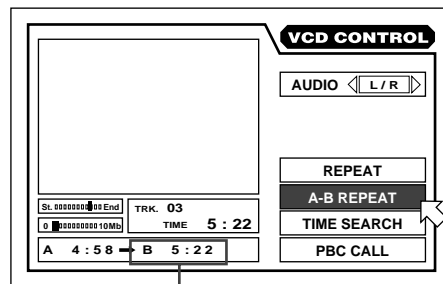 VCD CONTROL
AUDIO L / R
REPEAT
A-B REPEAT
TIME SEARCH
PBC CALL
St. End
0 10Mb
TRK. 03
TIME 5 : 22
A 4 : 58 B 5 : 22